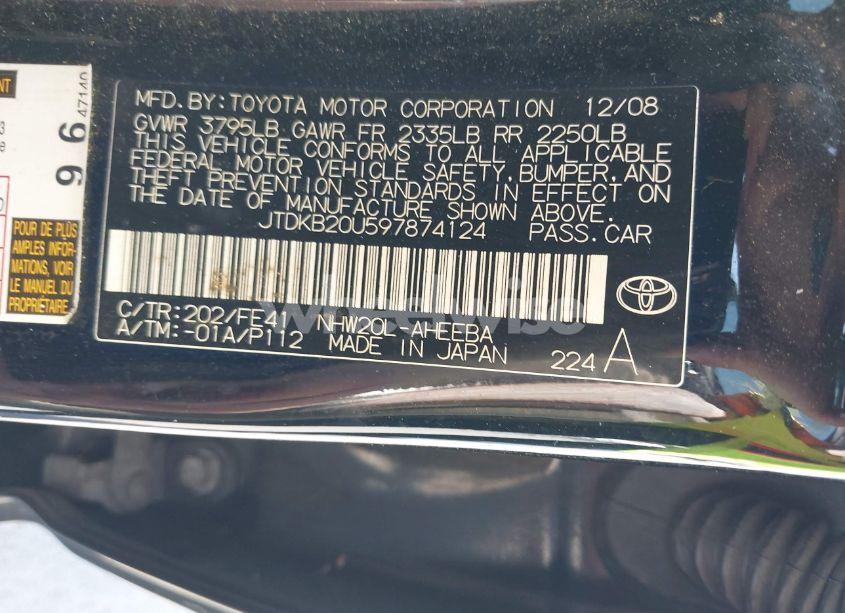 MFD. BY: TOYOTA MOTOR CORPORATION 12/08
GVWR 3795LB GAWR FR 2335LB RR 2250LB
THIS VEHICLE CONFORMS TO ALL APPLICABLE
FEDERAL MOTOR VEHICLE SAFETY, BUMPER, AND
THEFT PREVENTION STANDARDS IN EFFECT ON
THE DATE OF MANUFACTURE SHOWN ABOVE.
JTDKB20U597874124 PASS. CAR
C/TR: 202/FE41 NHW20L-AHEEBA
A/TM: -01A/P112 MADE IN JAPAN 224 A
96
47140
POUR DE PLUS
AMPLES INFOR-
MATIONS, VOIR
LE MANUEL DU
PROPRIÉTAIRE.
wheelwise